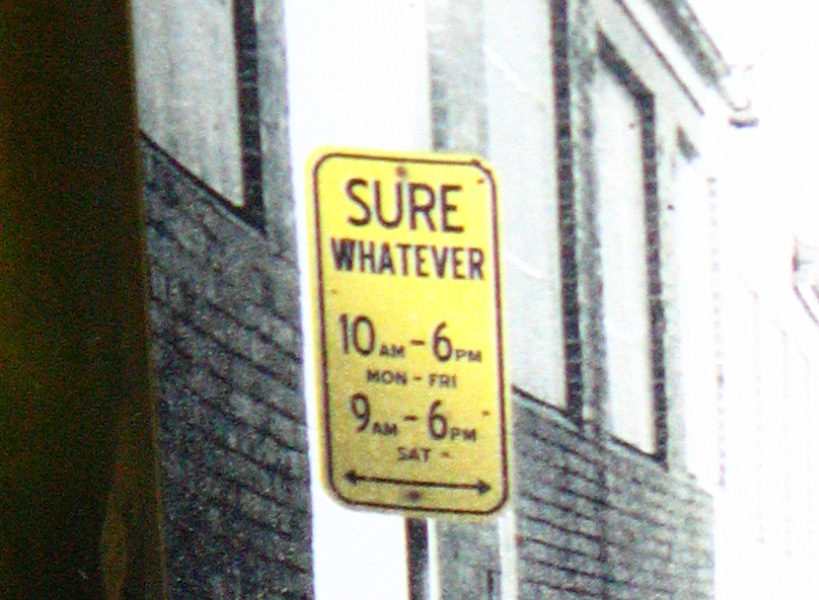 SURE
WHATEVER
10AM-6PM
MON-FRI
9AM-6PM
SAT